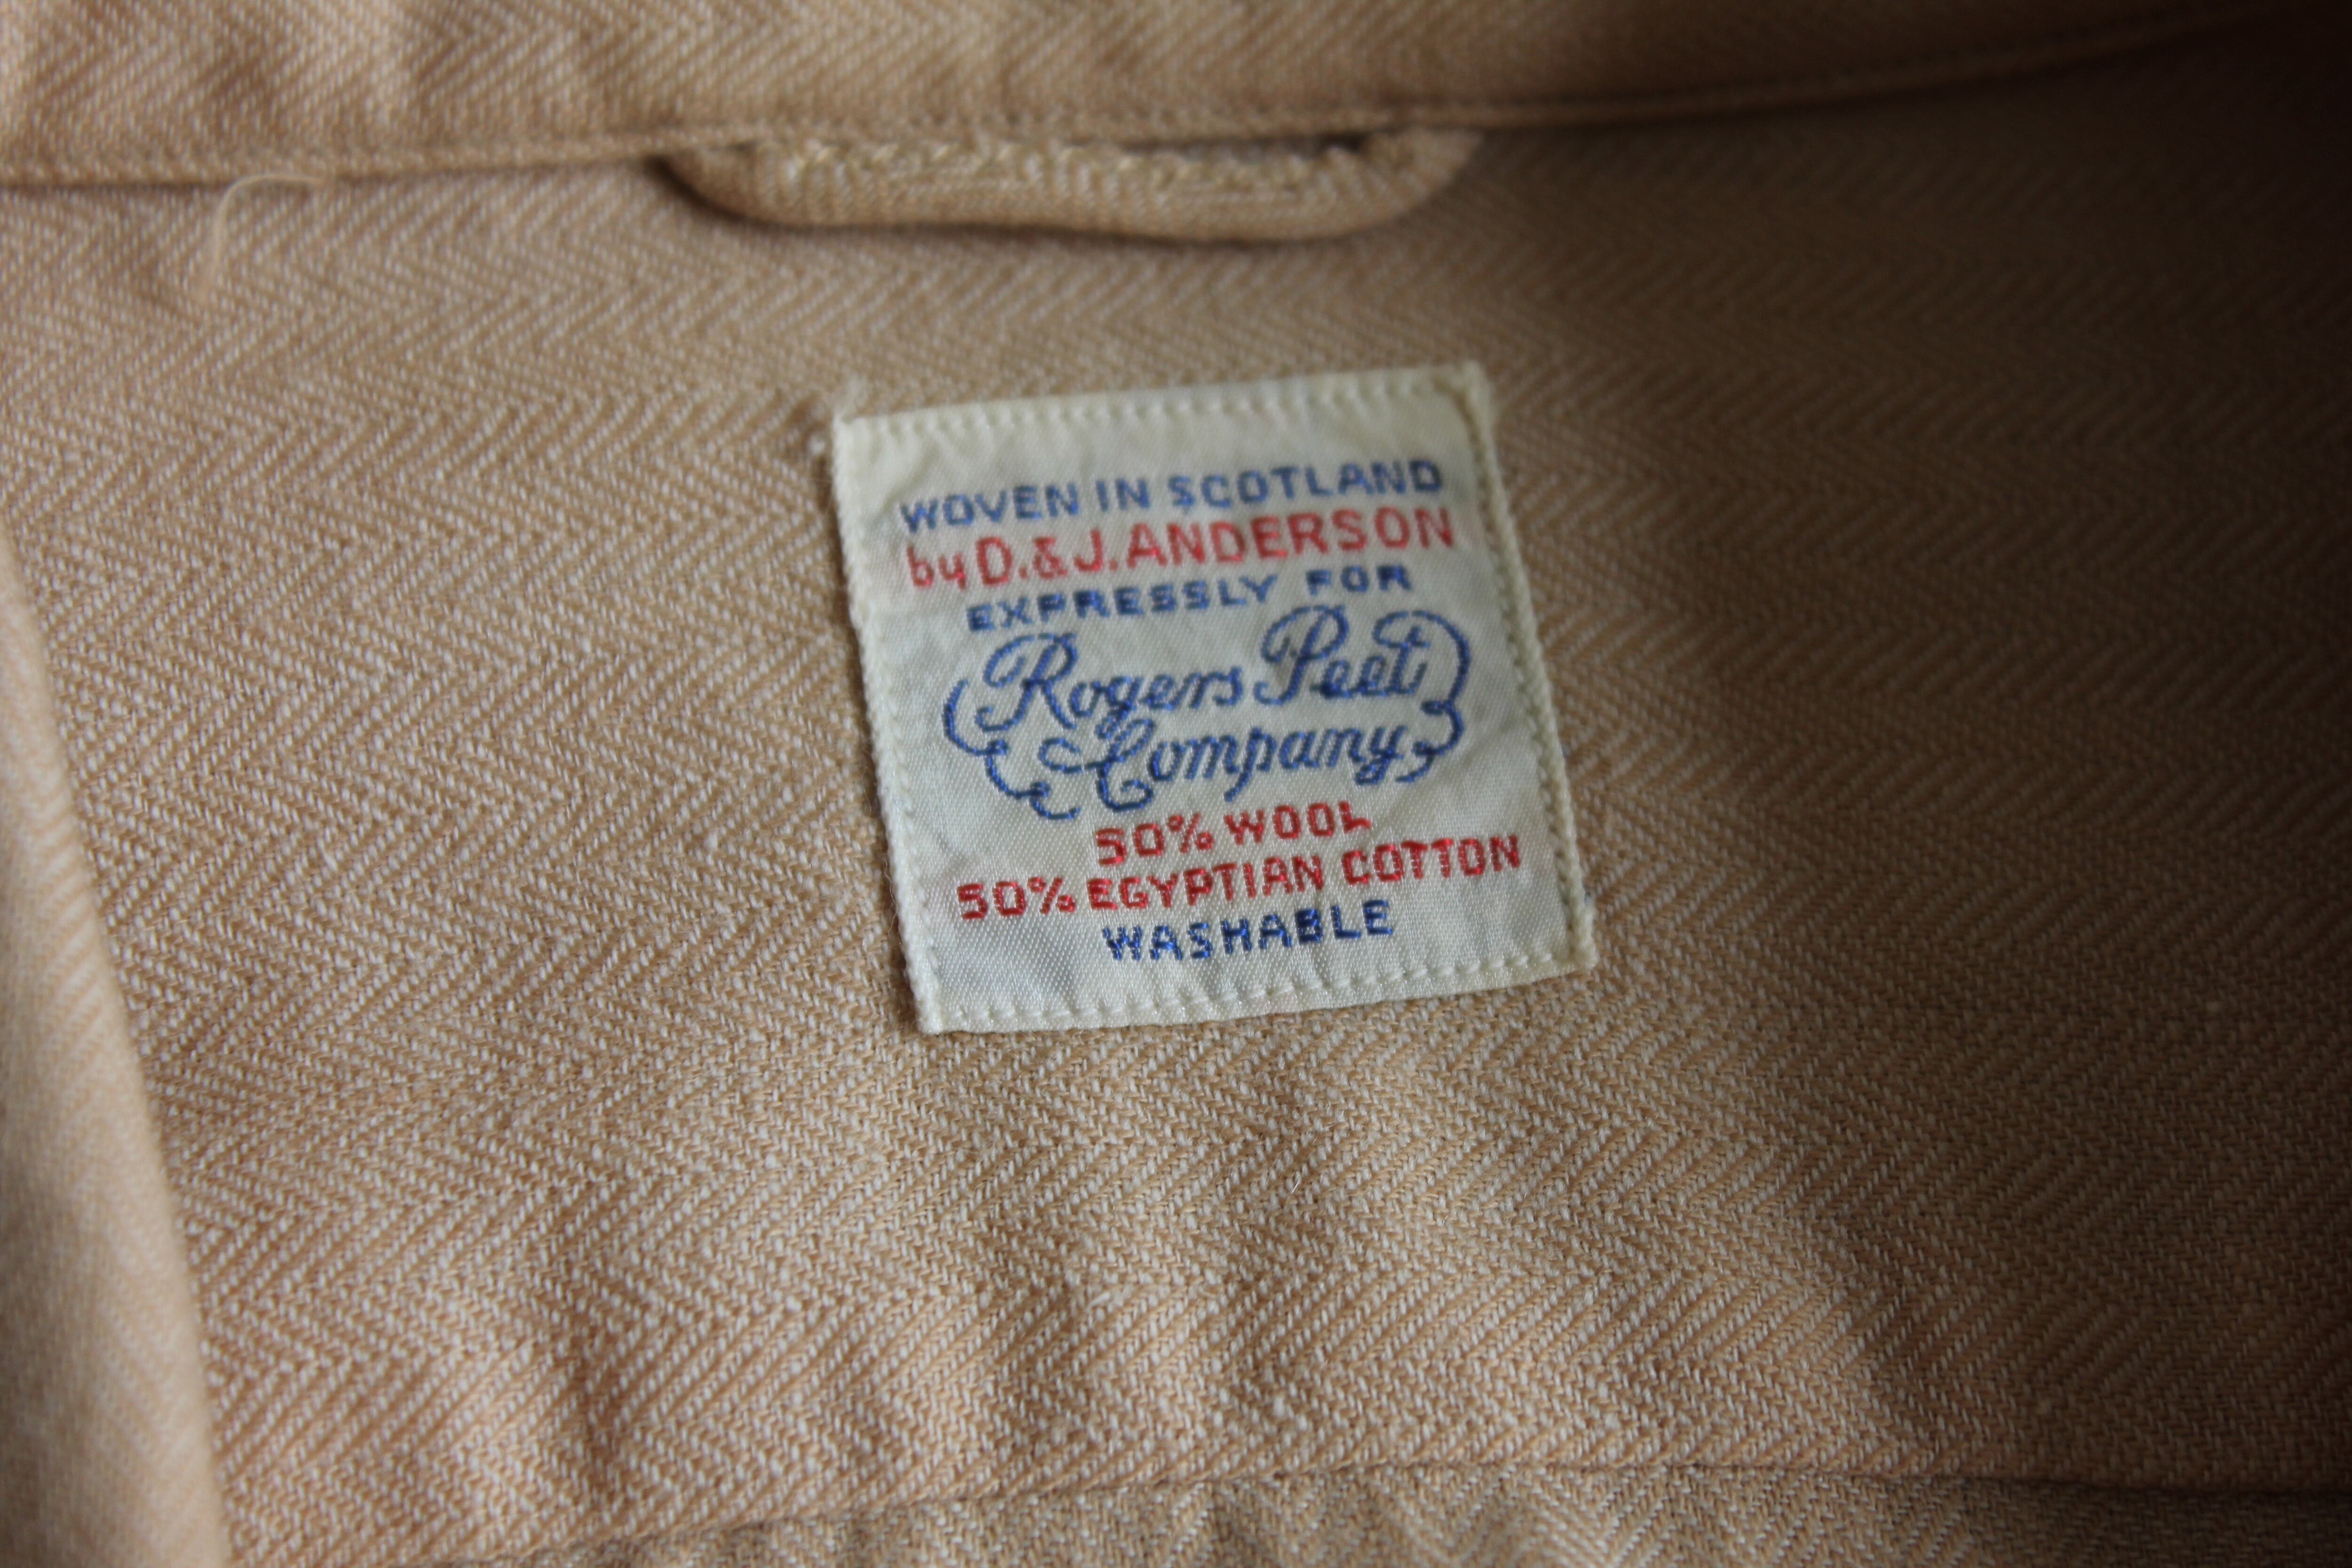 WOVEN IN SCOTLAND
by D. & J. ANDERSON
EXPRESSLY FOR
Rogers Peet
Company
50% WOOL
50% EGYPTIAN COTTON
WASHABLE